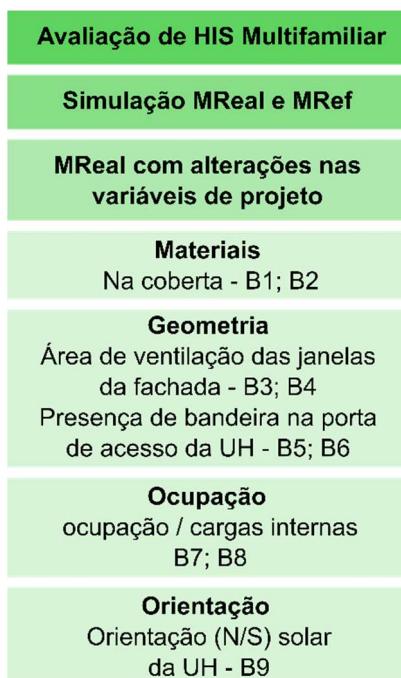 Avaliação de HIS Multifamiliar
Simulação MReal e MRef
MReal com alterações nas
variáveis de projeto
Materiais
Na coberta - B1; B2
Geometria
Área de ventilação das janelas
da fachada - B3; B4
Presença de bandeira na porta
de acesso da UH - B5; B6
Ocupação
ocupação / cargas internas
B7; B8
Orientação
Orientação (N/S) solar
da UH - B9